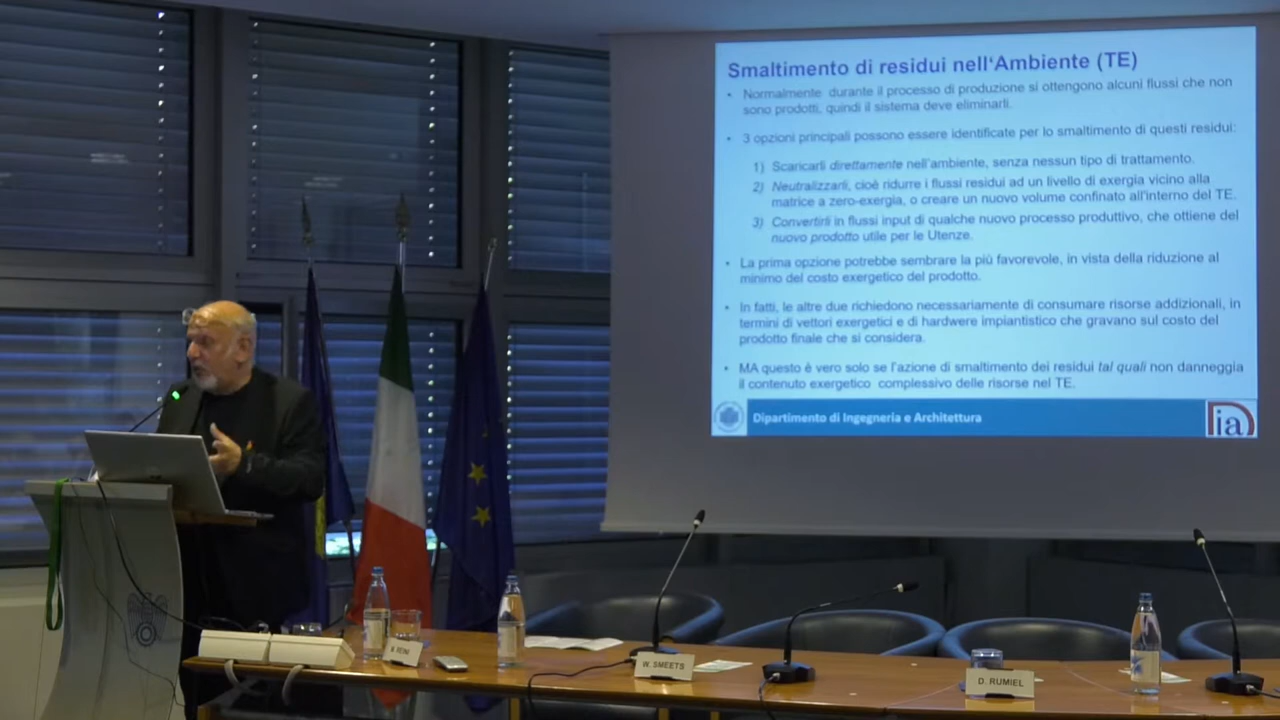 Smaltimento di residui nell'Ambiente (TE)
• Normalmente durante il processo di produzione si ottengono alcuni flussi che non
sono prodotti, quindi il sistema deve eliminarli.
• 3 opzioni principali possono essere identificate per lo smaltimento di questi residui:
1) Scaricarli direttamente nell'ambiente, senza nessun tipo di trattamento.
2) Neutralizzarli, cioè ridurre i flussi residui ad un livello di exergia vicino alla
matrice a zero-exergia, o creare un nuovo volume confinato all'interno del TE.
3) Convertirli in flussi input di qualche nuovo processo produttivo, che ottiene del
nuovo prodotto utile per le Utenze.
• La prima opzione potrebbe sembrare la più favorevole, in vista della riduzione al
minimo del costo exergetico del prodotto.
• In fatti, le altre due richiedono necessariamente di consumare risorse addizionali, in
termini di vettori exergetici e di hardwere impiantistico che gravano sul costo del
prodotto finale che si considera.
• MA questo è vero solo se l'azione di smaltimento dei residui tal quali non danneggia
il contenuto exergetico complessivo delle risorse nel TE.
Dipartimento di Ingegneria e Architettura
ia
M. REINI
W. SMEETS
D. RUMIEL